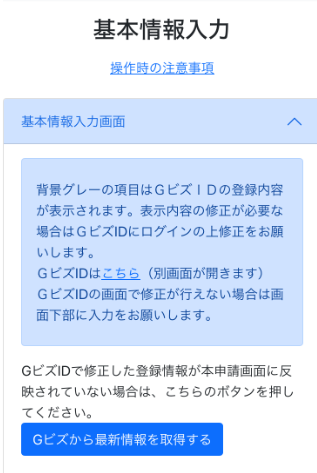 基本情報入力
操作時の注意事項
基本情報入力画面
背景グレーの項目はGビズIDの登録内容
が表示されます。表示内容の修正が必要な
場合はGビズIDにログインの上修正をお願
いします。
GビズIDはこちら（別画面が開きます）
GビズIDの画面で修正が行えない場合は画
面下部に入力をお願いします。
GビズIDで修正した登録情報が本申請画面に反
映されていない場合は、こちらのボタンを押し
てください。
Gビズから最新情報を取得する